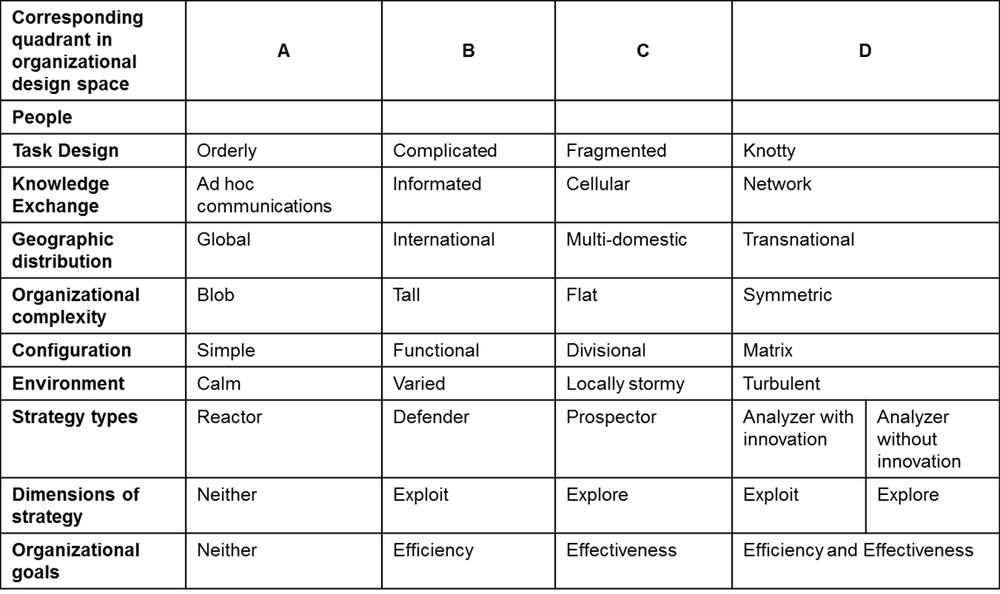 Corresponding
quadrant in
organizational
design space
A
B
C
D
People
Task Design
Orderly
Complicated
Fragmented
Knotty
Knowledge
Exchange
Ad hoc
communications
Informated
Cellular
Network
Geographic
distribution
Global
International
Multi-domestic
Transnational
Organizational
complexity
Blob
Tall
Flat
Symmetric
Configuration
Simple
Functional
Divisional
Matrix
Environment
Calm
Varied
Locally stormy
Turbulent
Strategy types
Reactor
Defender
Prospector
Analyzer with
innovation
Analyzer
without
innovation
Dimensions of
strategy
Neither
Exploit
Explore
Exploit
Explore
Organizational
goals
Neither
Efficiency
Effectiveness
Efficiency and Effectiveness